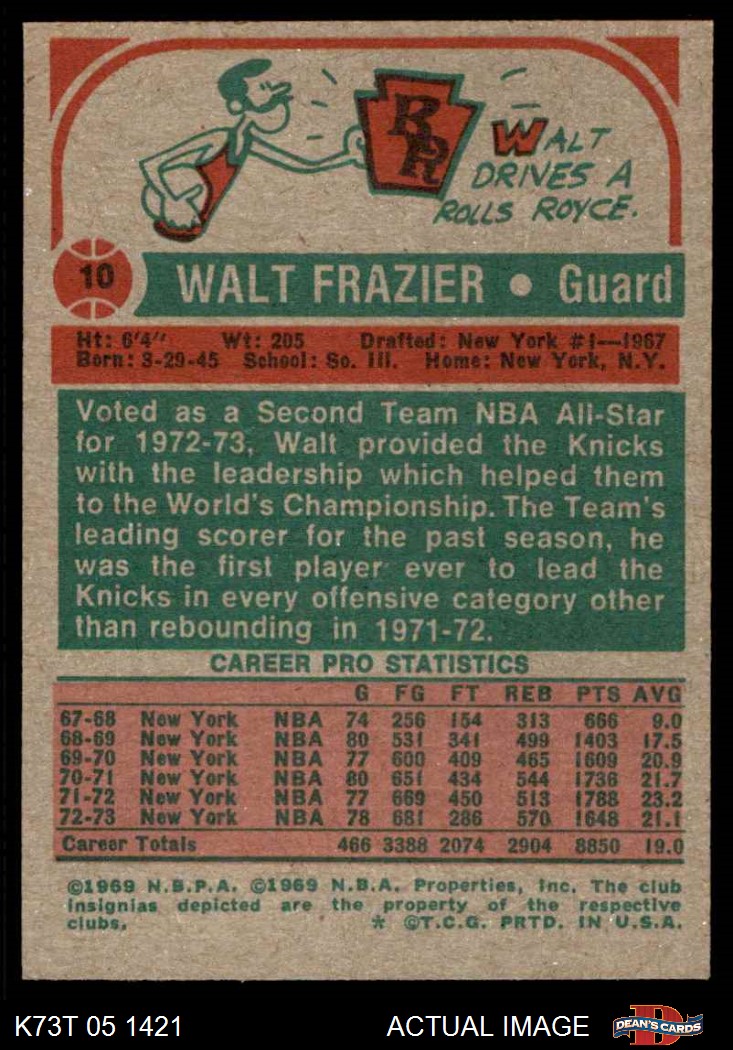 BR
WALT
DRIVES A
ROLLS ROYCE.
10
WALT FRAZIER • Guard
Ht: 6'4" Wt: 205 Drafted: New York #1—1967
Born: 3-29-45 School: So. Ill. Home: New York, N.Y.
Voted as a Second Team NBA All-Star
for 1972-73, Walt provided the Knicks
with the leadership which helped them
to the World's Championship. The Team's
leading scorer for the past season, he
was the first player ever to lead the
Knicks in every offensive category other
than rebounding in 1971-72.
CAREER PRO STATISTICS
G FG FT REB PTS AVG
67-68 New York NBA 74 256 154 313 666 9.0
68-69 New York NBA 80 531 341 499 1403 17.5
69-70 New York NBA 77 600 409 465 1609 20.9
70-71 New York NBA 80 651 434 544 1736 21.7
71-72 New York NBA 77 669 450 513 1788 23.2
72-73 New York NBA 78 681 286 570 1648 21.1
Career Totals 466 3388 2074 2904 8850 19.0
©1969 N.B.P.A. ©1969 N.B.A. Properties, Inc. The club
insignias depicted are the property of the respective
clubs. * ©T.C.G. PRTD. IN U.S.A.
K73T 05 1421 ACTUAL IMAGE D DEAN'S CARDS